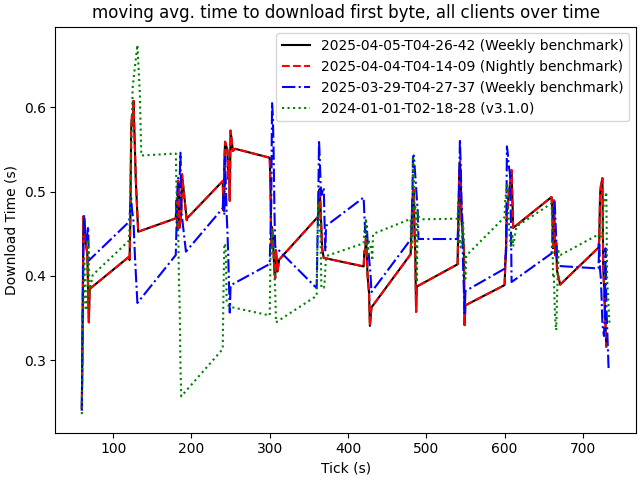 moving avg. time to download first byte, all clients over time
2025-04-05-T04-26-42 (Weekly benchmark)
2025-04-04-T04-14-09 (Nightly benchmark)
2025-03-29-T04-27-37 (Weekly benchmark)
2024-01-01-T02-18-28 (v3.1.0)
Download Time (s)
0.6
0.5
0.4
0.3
100 200 300 400 500 600 700
Tick (s)